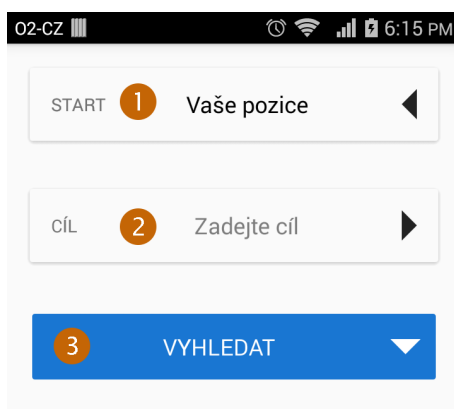 O2-CZ 6:15 PM
START 1 Vaše pozice
CÍL 2 Zadejte cíl
3 VYHLEDAT